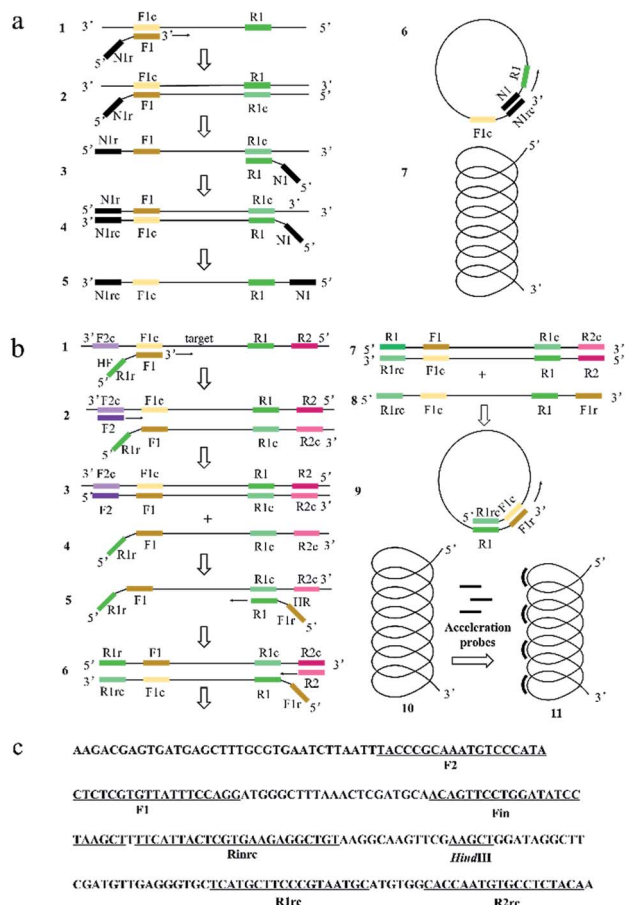 a
1 3' F1c R1 5'
F1 3'
N1r
5'
2 3' F1c R1 5'
F1 R1c 3'
N1r
5'
3 N1r F1 R1c 3'
5' R1 N1 5'
4 N1r F1 R1c 3'
5'
3'
N1rc F1c R1 N1 5'
5 3' 5'
N1rc F1c R1 N1
6 R1
N1 3'
N1rc
F1c
7 5'
3'
b
1 3' F2c F1c target R1 R2 5'
HF F1 3'
R1r
5'
2 3' F2c F1c R1 R2 5'
F2 F1 R1c R2c 3'
R1r
5'
3 F2c F1c R1 R2
3' 5'
5' 3'
F2 F1 R1c R2c
+
4 F1 R1c R2c 3'
R1r
5'
5 F1 R1c R2c 3'
R1r R1 HR
5' F1r 5'
6 R1r F1 R1c R2c
5' 3'
3' R2
R1rc F1c R1 F1r 5'
7 R1 F1 R1c R2c
5' 3'
3' 5'
R1rc F1c R1 R2
+
8 5' 3'
R1rc F1c R1 F1r
9 5' R1rc F1c 3'
R1 F1r
5' 5'
Acceleration
probes
3' 3'
10 11
c
AAGACGAGTGATGAGCTTTGCGTGAATCTTAATTTACCCGCAAATGTCCCATA
F2
CTCTCGTGTTATTTCCAGGATGGGCTTTAAACTCGATGCAACAGTTCCTGGATATCC
F1 Fin
TAAGCTTTTCATTACTCGTGAAGAGGCTGTAAGGCAAGTTCGAAGCTGGATAGGCTT
Rinrc HindIII
CGATGTTGAGGGTGCTCATGCTTCCCGTAATGCATGTGGCACCAATGTGCCTCTACAA
R1rc R2rc